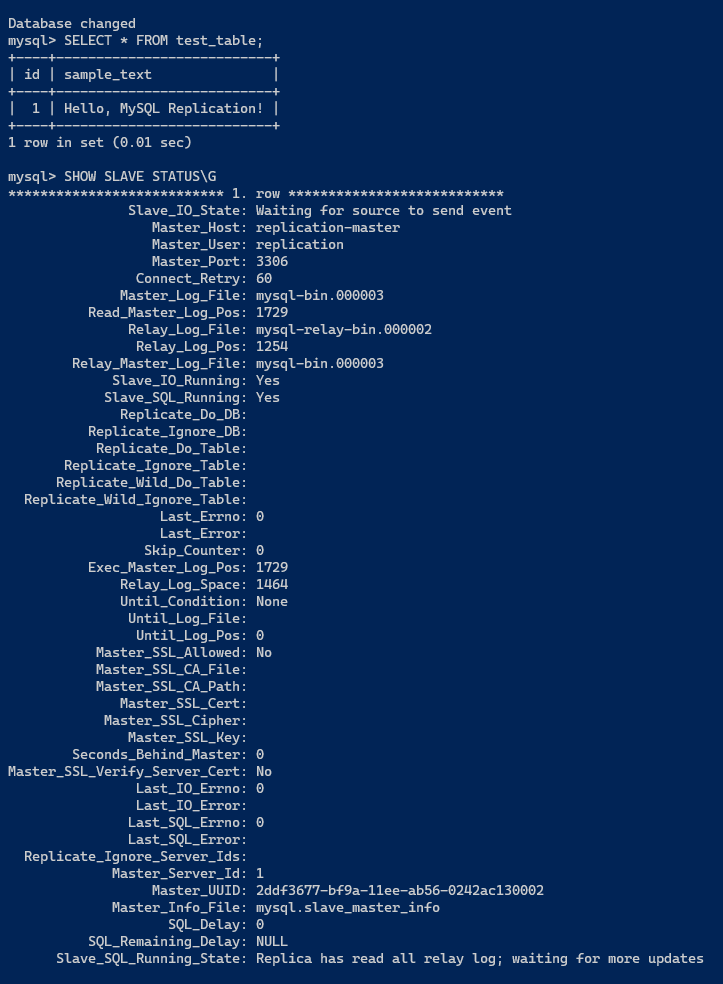 Database changed
mysql> SELECT * FROM test_table;
+----+---------------------------+
| id | sample_text               |
+----+---------------------------+
|  1 | Hello, MySQL Replication! |
+----+---------------------------+
1 row in set (0.01 sec)

mysql> SHOW SLAVE STATUS\G
*************************** 1. row ***************************
               Slave_IO_State: Waiting for source to send event
                  Master_Host: replication-master
                  Master_User: replication
                  Master_Port: 3306
                Connect_Retry: 60
              Master_Log_File: mysql-bin.000003
          Read_Master_Log_Pos: 1729
               Relay_Log_File: mysql-relay-bin.000002
                Relay_Log_Pos: 1254
        Relay_Master_Log_File: mysql-bin.000003
             Slave_IO_Running: Yes
            Slave_SQL_Running: Yes
              Replicate_Do_DB:
          Replicate_Ignore_DB:
           Replicate_Do_Table:
       Replicate_Ignore_Table:
      Replicate_Wild_Do_Table:
  Replicate_Wild_Ignore_Table:
                   Last_Errno: 0
                   Last_Error:
                 Skip_Counter: 0
          Exec_Master_Log_Pos: 1729
              Relay_Log_Space: 1464
              Until_Condition: None
               Until_Log_File:
                Until_Log_Pos: 0
           Master_SSL_Allowed: No
           Master_SSL_CA_File:
           Master_SSL_CA_Path:
              Master_SSL_Cert:
            Master_SSL_Cipher:
               Master_SSL_Key:
        Seconds_Behind_Master: 0
Master_SSL_Verify_Server_Cert: No
                Last_IO_Errno: 0
                Last_IO_Error:
               Last_SQL_Errno: 0
               Last_SQL_Error:
  Replicate_Ignore_Server_Ids:
             Master_Server_Id: 1
                  Master_UUID: 2ddf3677-bf9a-11ee-ab56-0242ac130002
             Master_Info_File: mysql.slave_master_info
                    SQL_Delay: 0
          SQL_Remaining_Delay: NULL
      Slave_SQL_Running_State: Replica has read all relay log; waiting for more updates